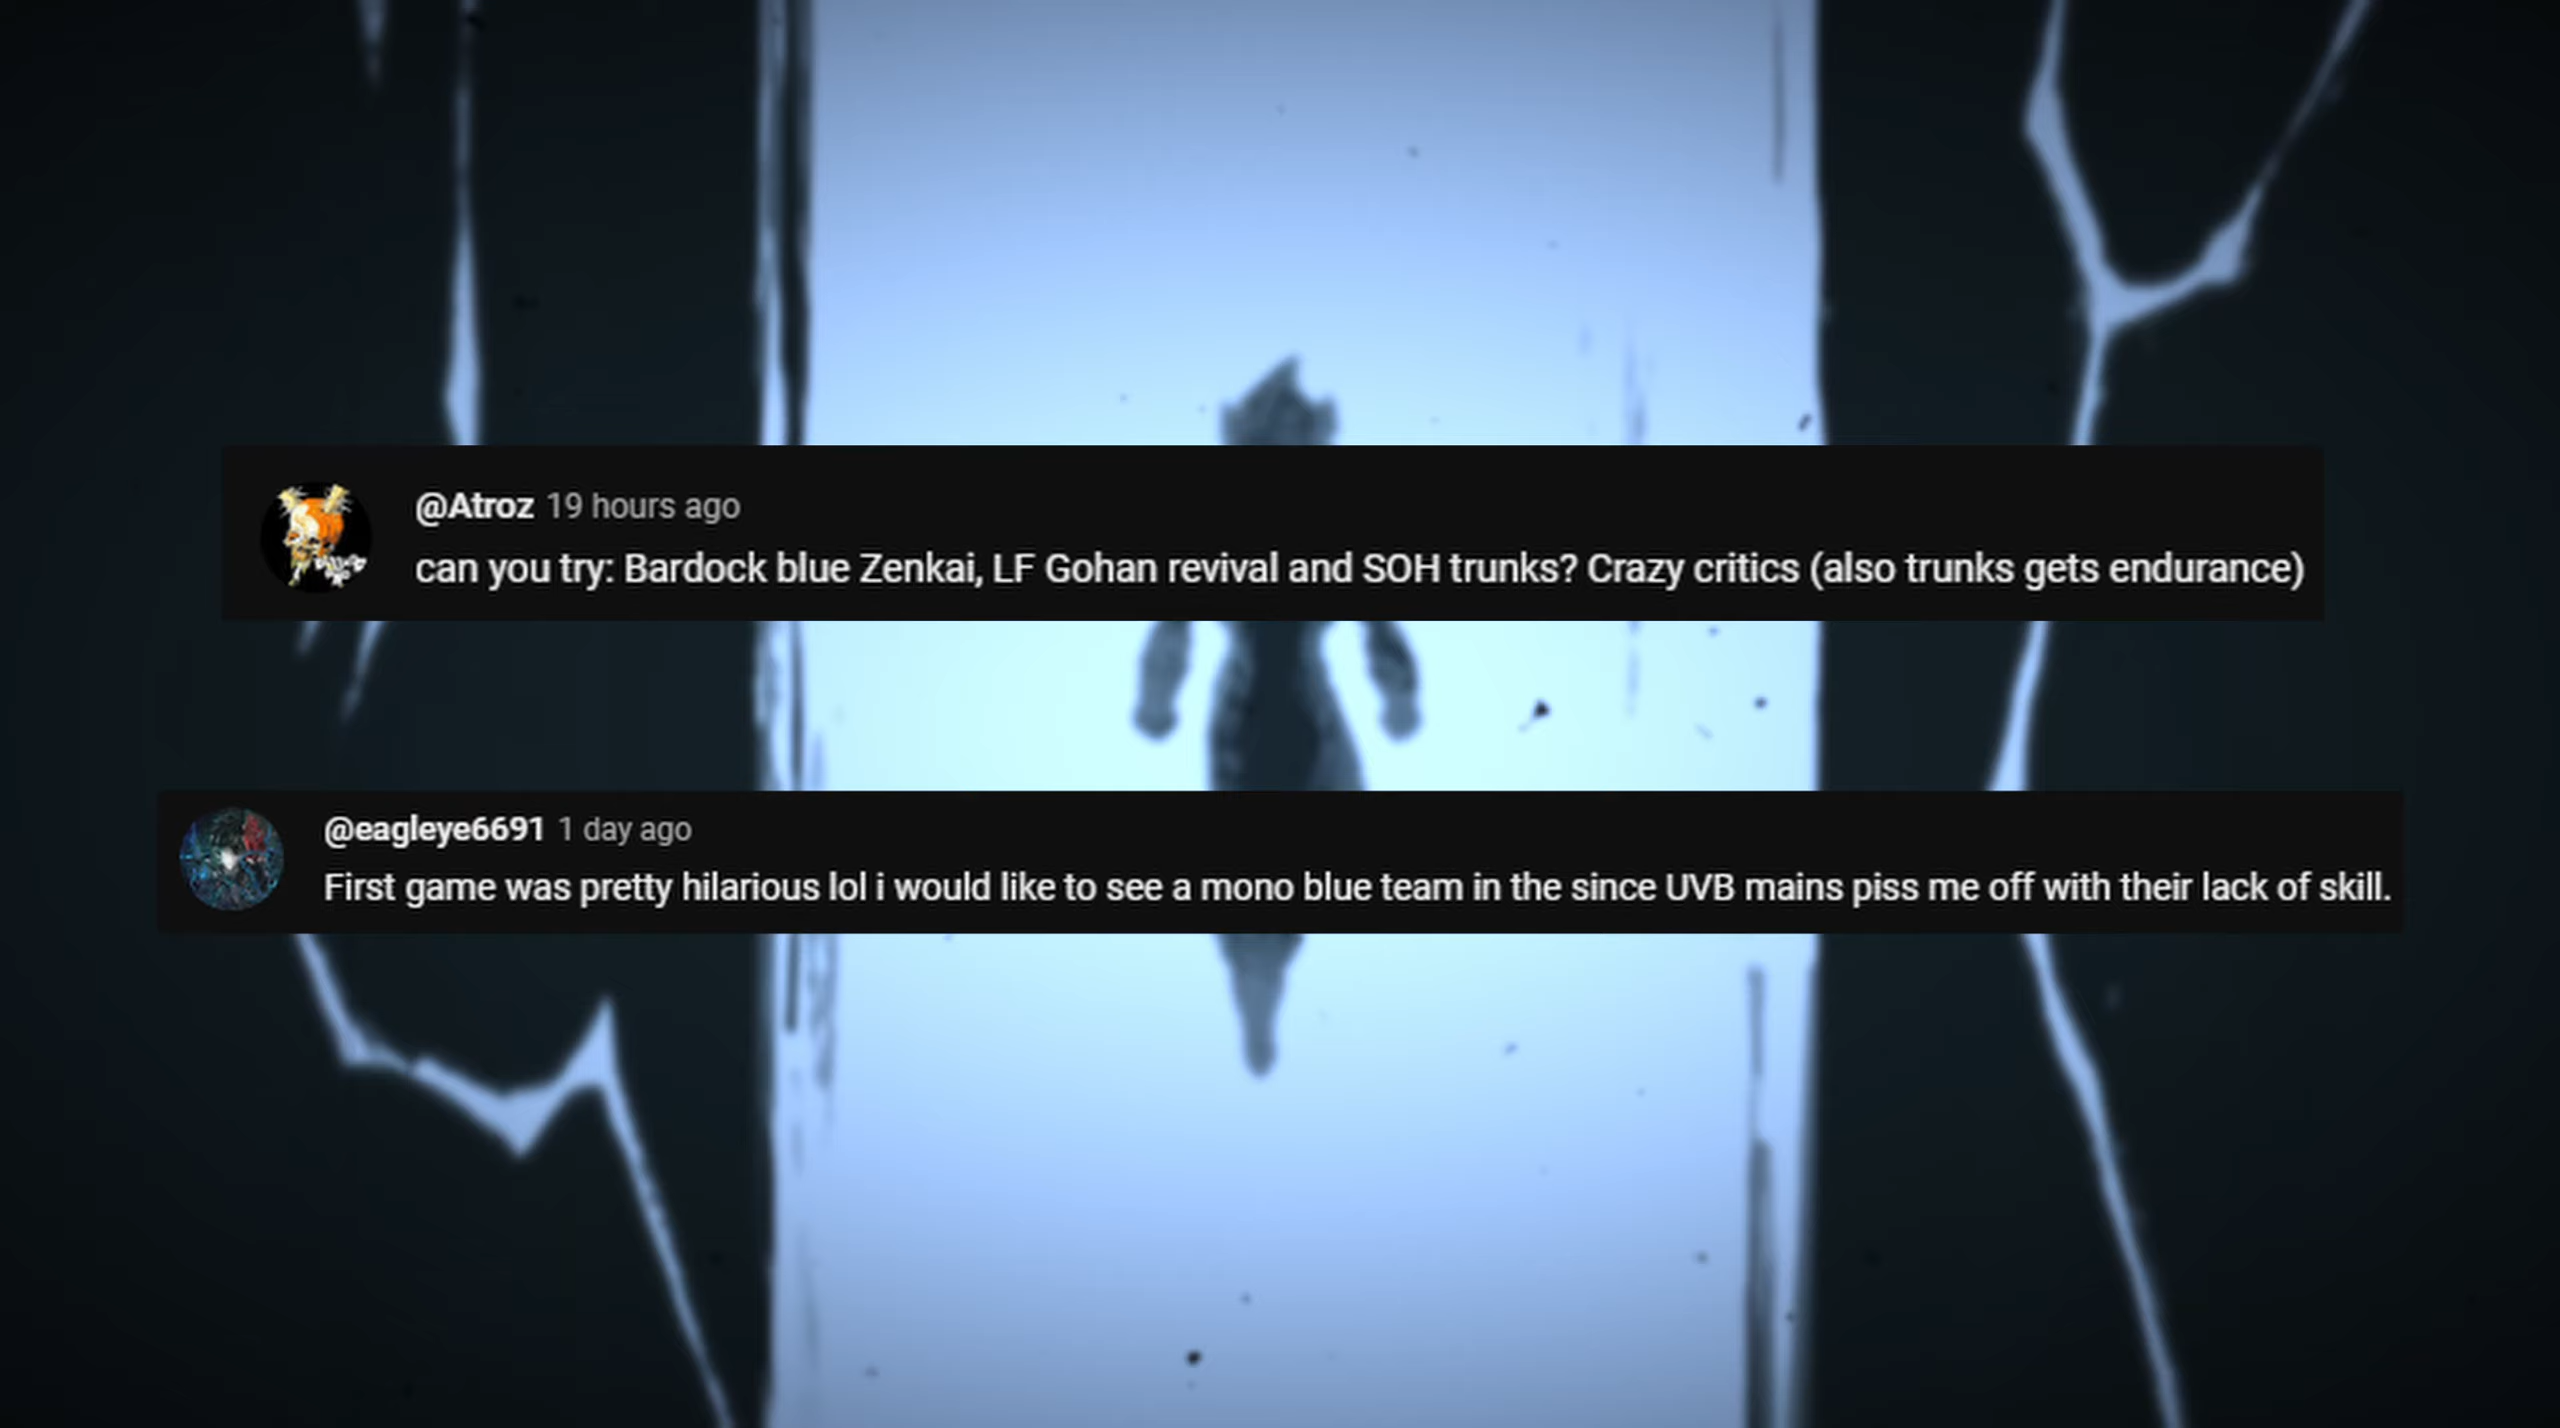 @Atroz 19 hours ago
can you try: Bardock blue Zenkai, LF Gohan revival and SOH trunks? Crazy critics (also trunks gets endurance)
@eagleye6691 1 day ago
First game was pretty hilarious lol i would like to see a mono blue team in the since UVB mains piss me off with their lack of skill.